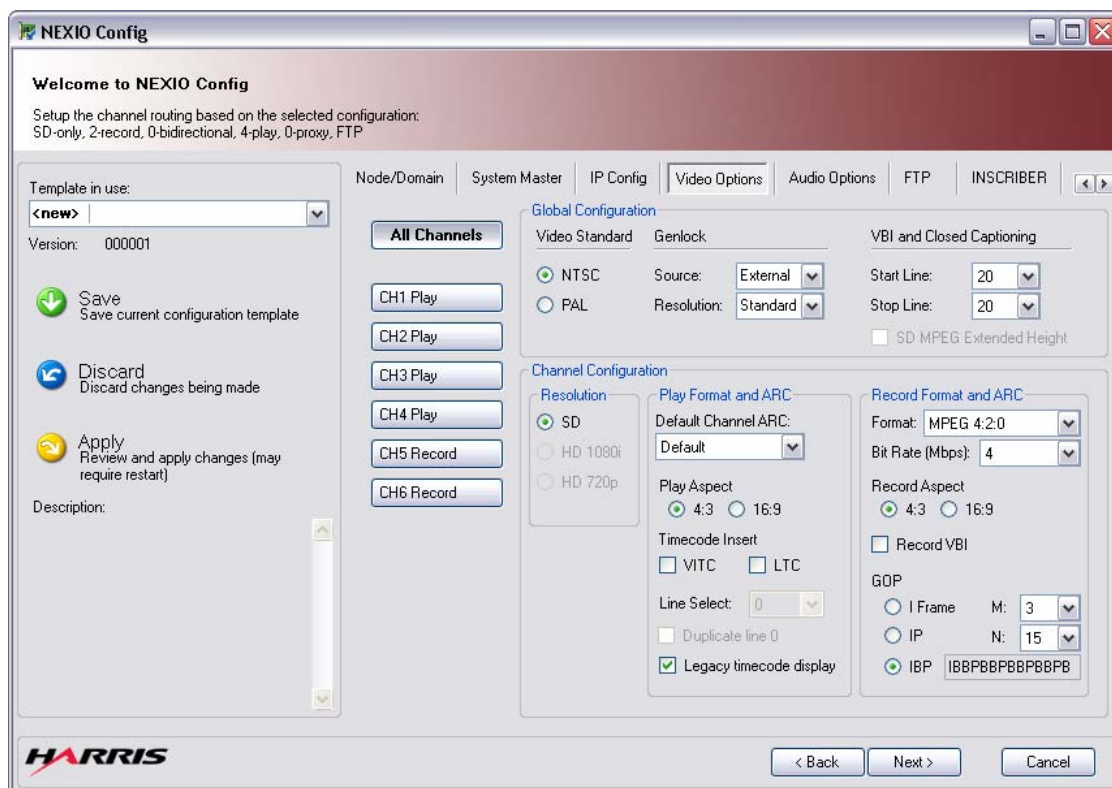 NEXIO Config
Welcome to NEXIO Config
Setup the channel routing based on the selected configuration:
SD-only, 2-record, 0-bidirectional, 4-play, 0-proxy, FTP
Template in use:
<new>
Version: 000001
Save
Save current configuration template
Discard
Discard changes being made
Apply
Review and apply changes (may
require restart)
Description:
Node/Domain System Master IP Config Video Options Audio Options FTP INSCRIBER
All Channels
CH1 Play
CH2 Play
CH3 Play
CH4 Play
CH5 Record
CH6 Record
Global Configuration
Video Standard Genlock VBI and Closed Captioning
NTSC Source: External Start Line: 20
PAL Resolution: Standard Stop Line: 20
SD MPEG Extended Height
Channel Configuration
Resolution
SD
HD 1080i
HD 720p
Play Format and ARC
Default Channel ARC:
Default
Play Aspect
4:3 16:9
Timecode Insert
VITC LTC
Line Select: 0
Duplicate line 0
Legacy timecode display
Record Format and ARC
Format: MPEG 4:2:0
Bit Rate (Mbps): 4
Record Aspect
4:3 16:9
Record VBI
GOP
I Frame M: 3
IP N: 15
IBP IBBPBBPBBPBBPB
HARRIS
< Back Next > Cancel